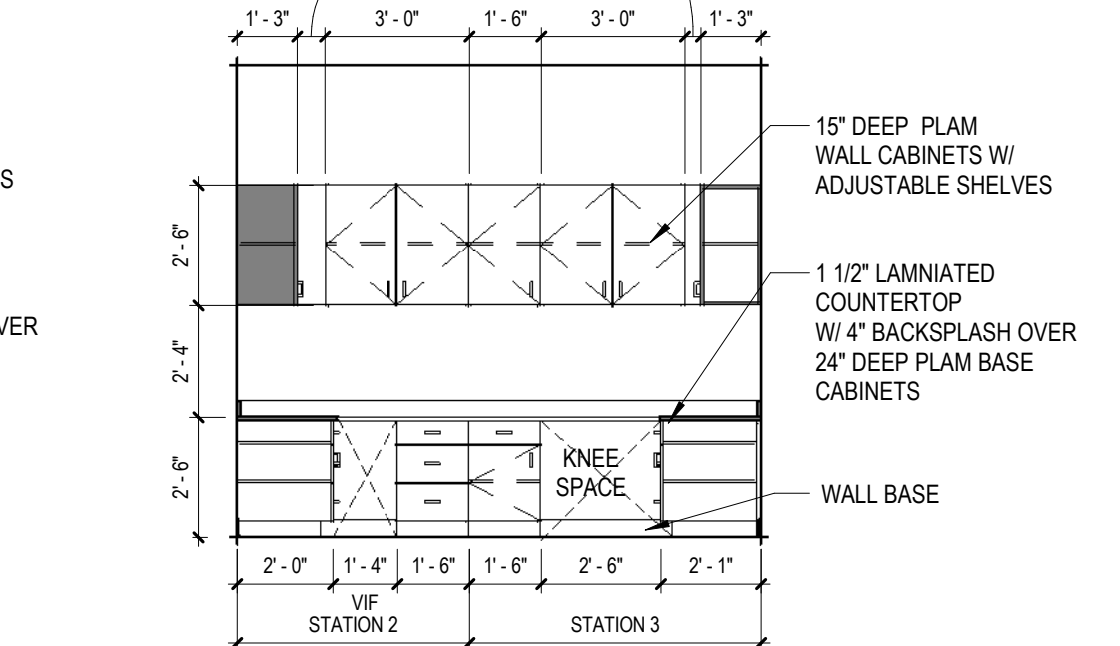 1' - 3" 3' - 0" 1' - 6" 3' - 0" 1' - 3"
15" DEEP PLAM
WALL CABINETS W/
ADJUSTABLE SHELVES
S
2' - 6"
1 1/2" LAMNIATED
COUNTERTOP
W/ 4" BACKSPLASH OVER
24" DEEP PLAM BASE
CABINETS
VER
2' - 4"
2' - 6"
KNEE
SPACE
WALL BASE
2' - 0" 1' - 4" 1' - 6" 1' - 6" 2' - 6" 2' - 1"
VIF
STATION 2 STATION 3